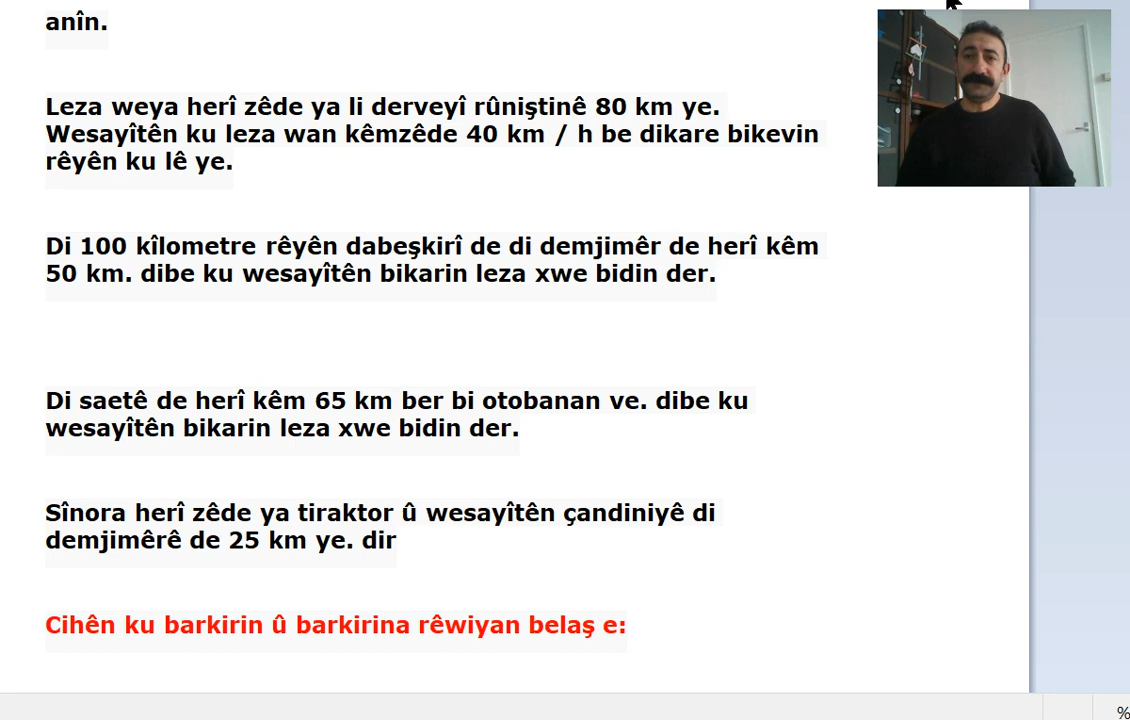 anîn.
Leza weya herî zêde ya li derveyî rûniştinê 80 km ye.
Wesayîtên ku leza wan kêmzêde 40 km / h be dikare bikevin
rêyên ku lê ye.
Di 100 kîlometre rêyên dabeşkirî de di demjimêr de herî kêm
50 km. dibe ku wesayîtên bikarin leza xwe bidin der.
Di saetê de herî kêm 65 km ber bi otobanan ve. dibe ku
wesayîtên bikarin leza xwe bidin der.
Sînora herî zêde ya tiraktor û wesayîtên çandiniyê di
demjimêrê de 25 km ye. dir
Cihên ku barkirin û barkirina rêwiyan belaş e:
%